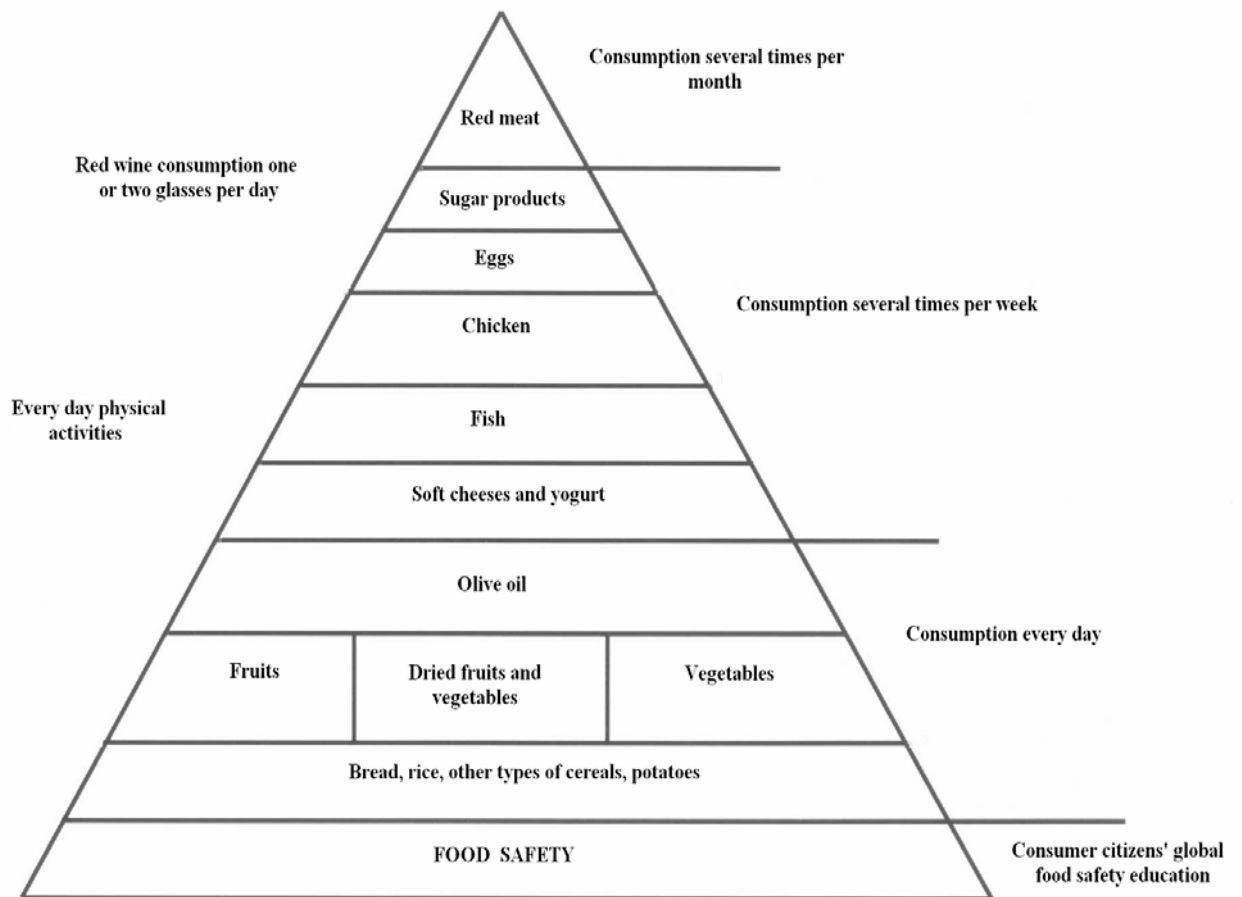 Consumption several times per
month
Red meat
Red wine consumption one
or two glasses per day
Sugar products
Eggs
Consumption several times per week
Chicken
Every day physical
activities
Fish
Soft cheeses and yogurt
Olive oil
Consumption every day
Fruits
Dried fruits and
vegetables
Vegetables
Bread, rice, other types of cereals, potatoes
FOOD SAFETY
Consumer citizens' global
food safety education